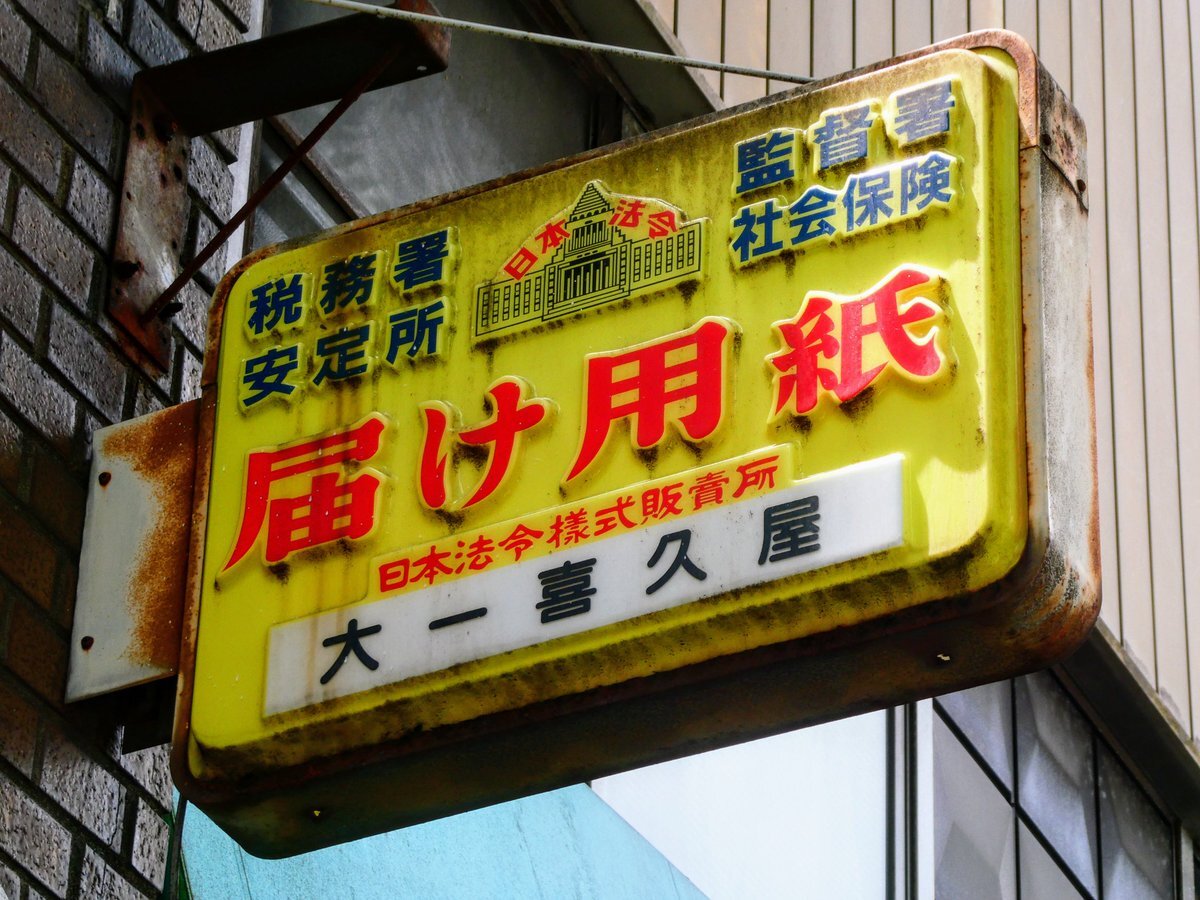 税務署
安定所
日本法令
監督署
社会保険
届け用紙
日本法令様式販賣所
大一喜久屋